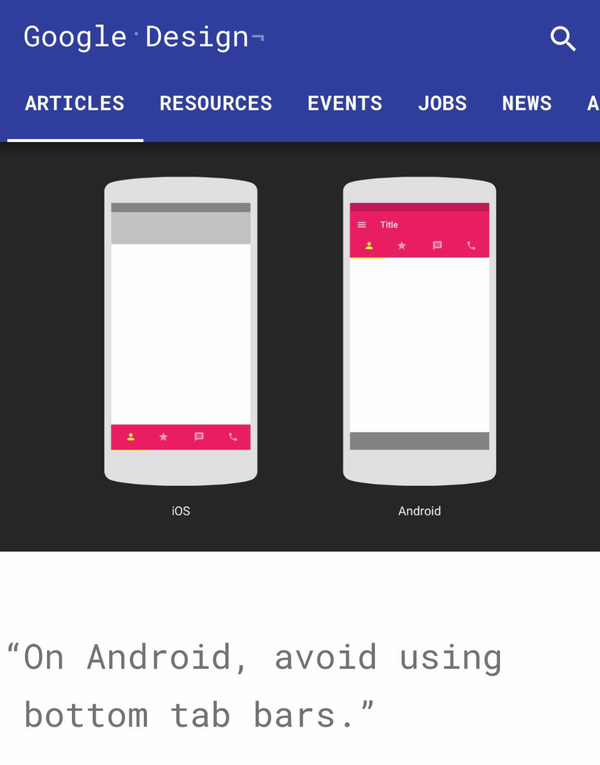 Google Design
ARTICLES RESOURCES EVENTS JOBS NEWS A
Title
iOS Android
“On Android, avoid using
bottom tab bars.”